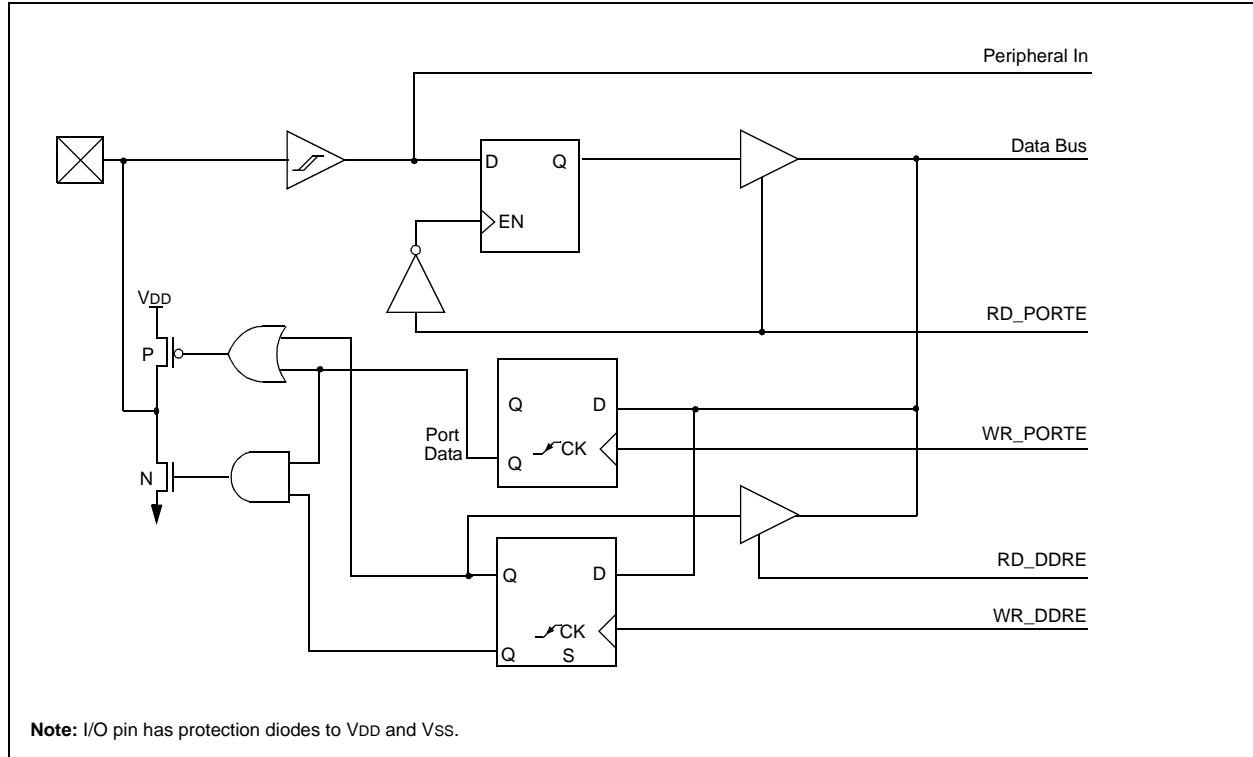 Peripheral In
Data Bus
D Q
EN
VDD
RD_PORTE
P
Q D
WR_PORTE
Port
Data
CK
Q
N
RD_DDRE
Q D
WR_DDRE
CK
Q S
Note: I/O pin has protection diodes to VDD and VSS.